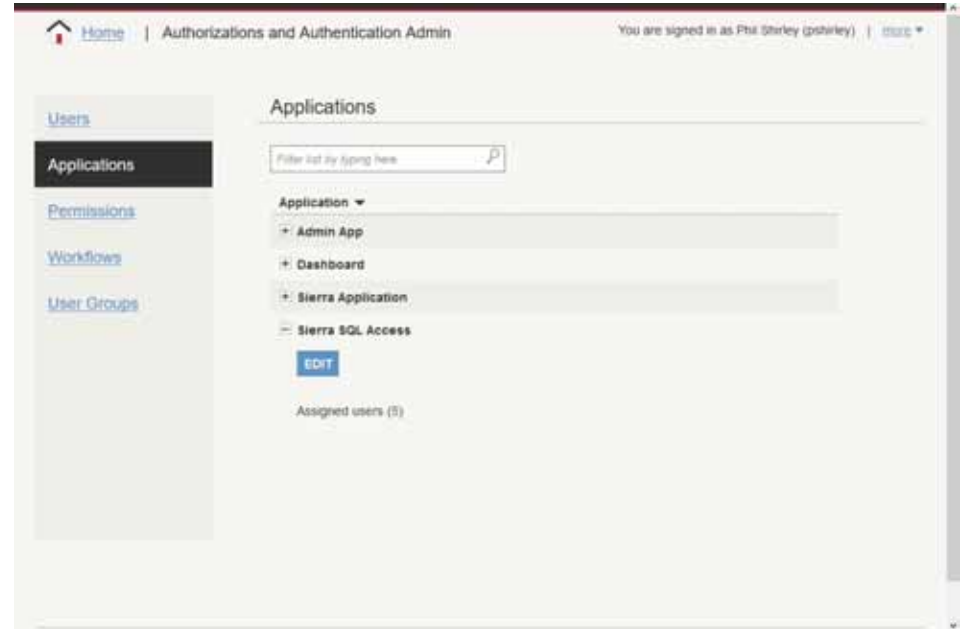 Home | Authorizations and Authentication Admin
You are signed in as Phil Shirley (pshirley) | more
Users
Applications
Permissions
Workflows
User Groups
Applications
Filter list by typing here
Application
Admin App
Dashboard
Sierra Application
Sierra SQL Access
EDIT
Assigned users (5)